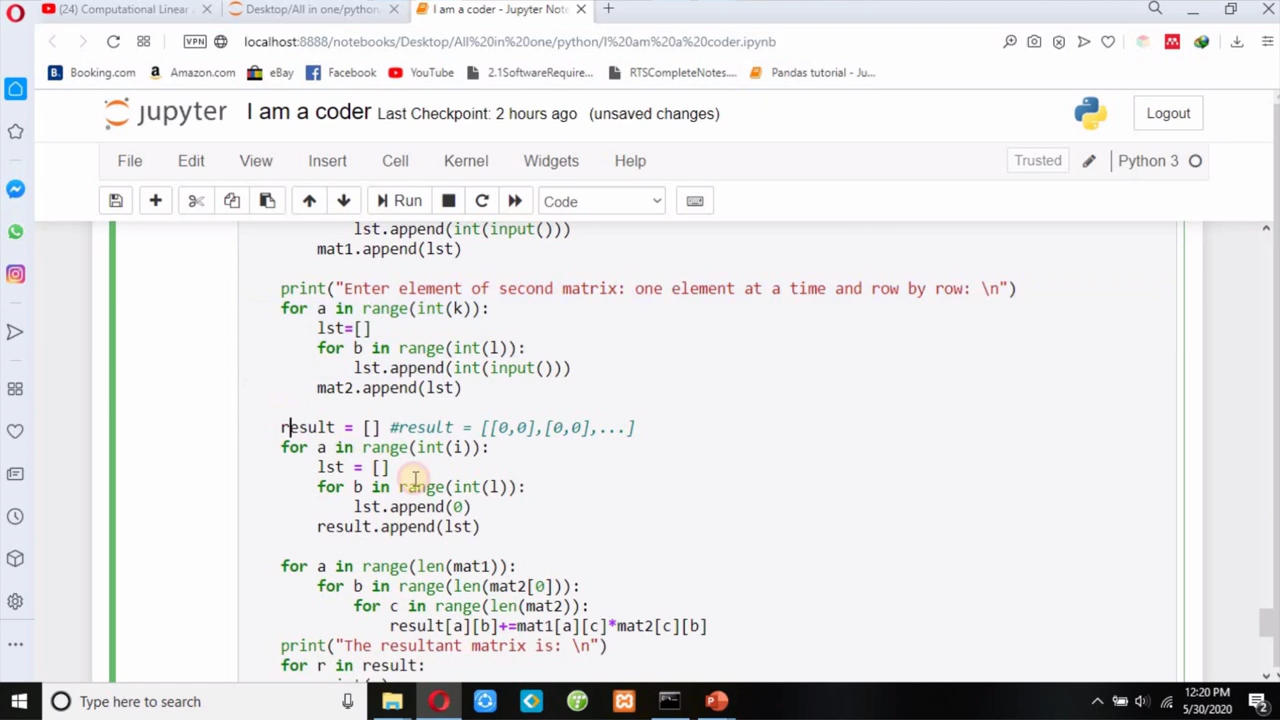 (24) Computational Linear
Desktop/All in one/python/
I am a coder - Jupyter Note
VPN
localhost:8888/notebooks/Desktop/All%20in%20one/python/I%20am%20a%20coder.ipynb
Booking.com
Amazon.com
eBay
Facebook
YouTube
2.1SoftwareRequire...
RTSCompleteNotes....
Pandas tutorial - Ju...
jupyter
I am a coder
Last Checkpoint: 2 hours ago
(unsaved changes)
Logout
File
Edit
View
Insert
Cell
Kernel
Widgets
Help
Trusted
Python 3
Run
Code
lst.append(int(input()))
mat1.append(lst)
print("Enter element of second matrix: one element at a time and row by row: \n")
for a in range(int(k)):
lst=[]
for b in range(int(l)):
lst.append(int(input()))
mat2.append(lst)
result = [] #result = [[0,0],[0,0],...]
for a in range(int(i)):
lst = []
for b in range(int(l)):
lst.append(0)
result.append(lst)
for a in range(len(mat1)):
for b in range(len(mat2[0])):
for c in range(len(mat2)):
result[a][b]+=mat1[a][c]*mat2[c][b]
print("The resultant matrix is: \n")
for r in result:
Type here to search
12:20 PM
5/30/2020
2